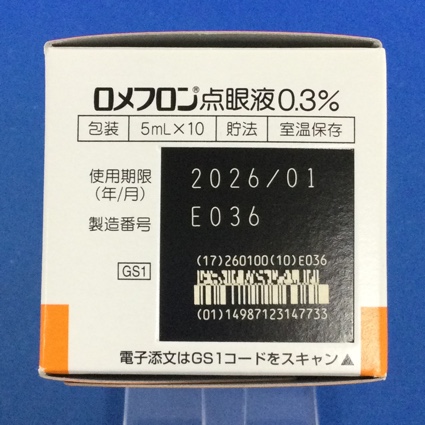 ロメフロン®点眼液0.3%
包装 5mL×10 貯法 室温保存
使用期限 2026/01
(年/月)
製造番号 E036
(17)260100(10)E036
GS1
(01)14987123147733
電子添文はGS1コードをスキャン▲